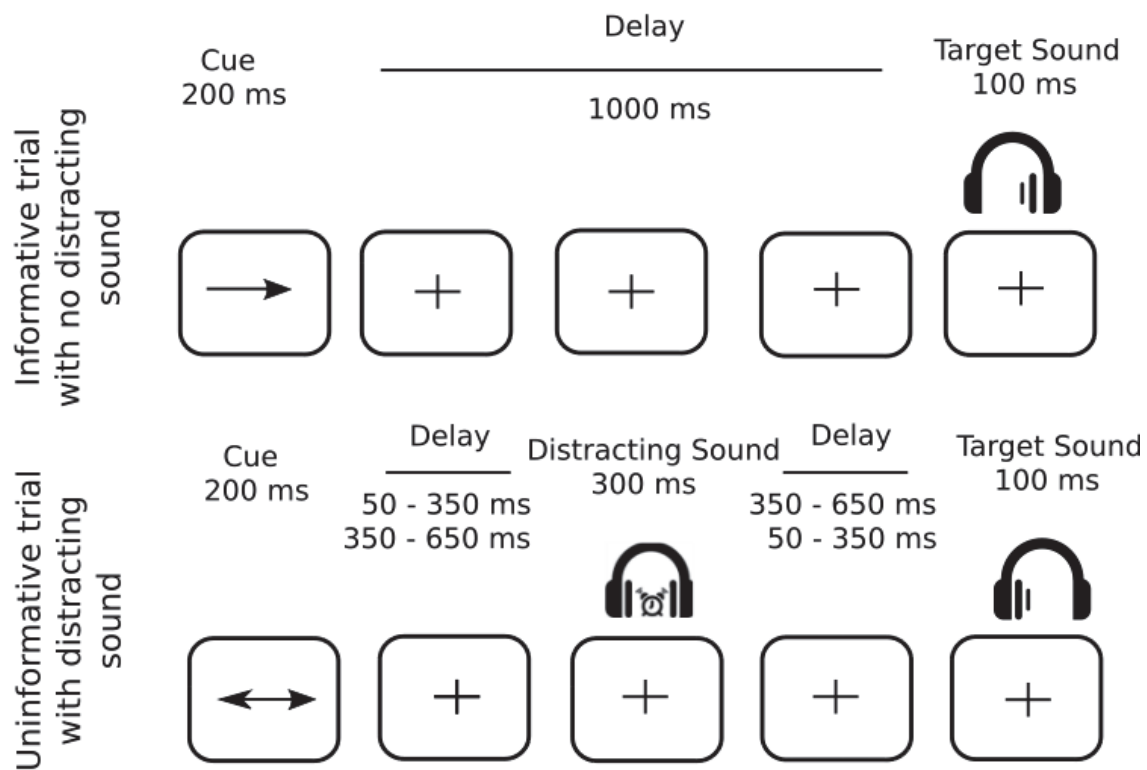 Informative trial
with no distracting
sound
Cue
200 ms
Delay
1000 ms
Target Sound
100 ms
Uninformative trial
with distracting
sound
Cue
200 ms
Delay
50 - 350 ms
350 - 650 ms
Distracting Sound
300 ms
Delay
350 - 650 ms
50 - 350 ms
Target Sound
100 ms